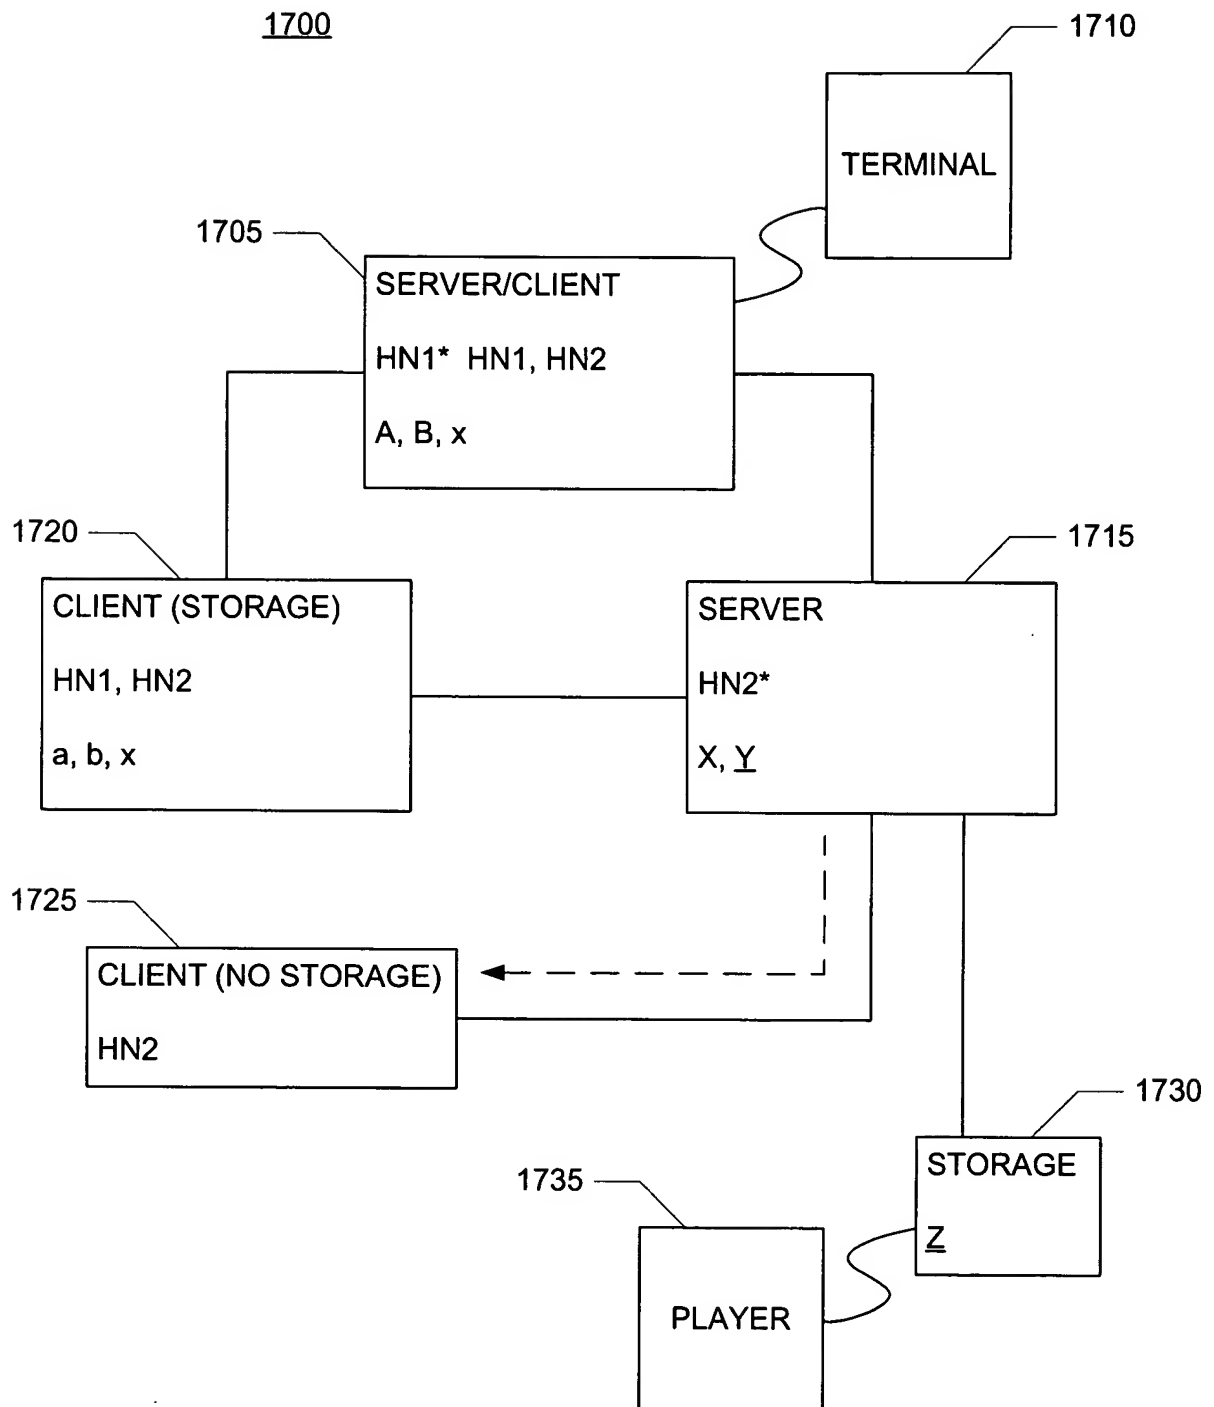 1700
1710
TERMINAL
1705
SERVER/CLIENT
HN1* HN1, HN2
A, B, x
1720
CLIENT (STORAGE)
HN1, HN2
a, b, x
1715
SERVER
HN2*
X, Y
1725
CLIENT (NO STORAGE)
HN2
1730
STORAGE
Z
1735
PLAYER